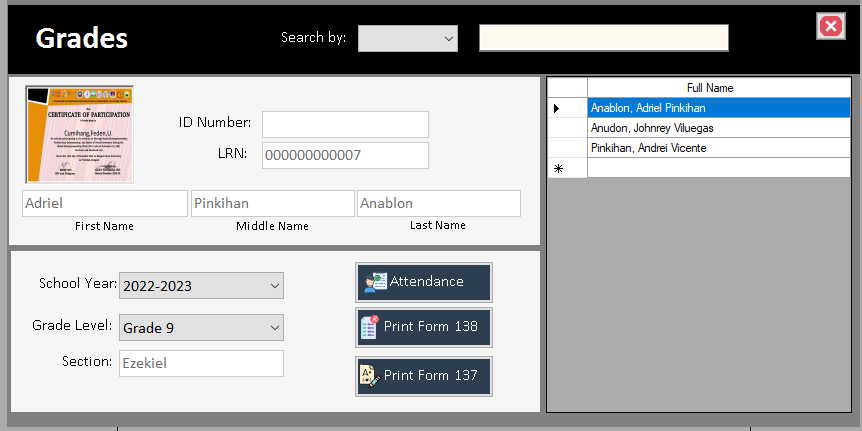 Grades
Search by:
CERTIFICATE OF PARTICIPATION
Cumihang, Feden, U.
ID Number:
LRN: 000000000007
Adriel Pinkihan Anablon
First Name Middle Name Last Name
School Year: 2022-2023
Grade Level: Grade 9
Section: Ezekiel
Attendance
Print Form 138
Print Form 137
Full Name
Anablon, Adriel Pinkihan
Anudon, Johnrey Viluegas
Pinkihan, Andrei Vicente